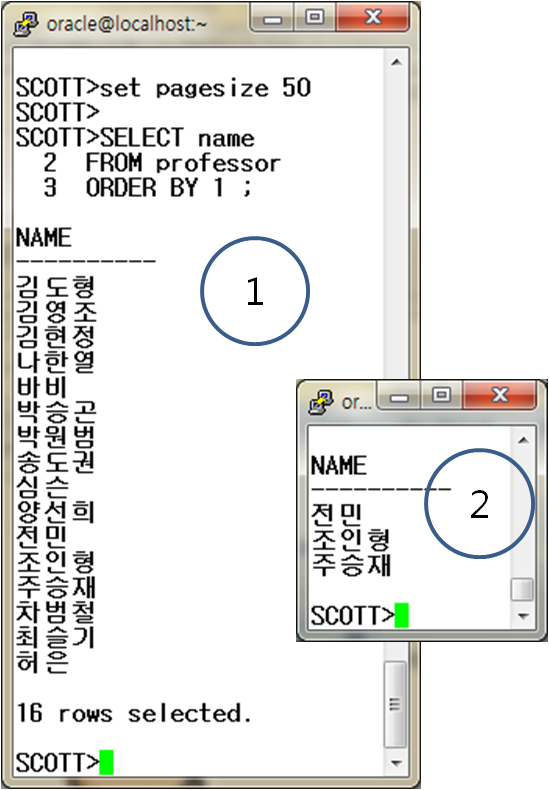 oracle@localhost:~
SCOTT>set pagesize 50
SCOTT>
SCOTT>SELECT name
2 FROM professor
3 ORDER BY 1 ;
NAME
----------
김도형
김영조
김현정
나한열
바비
박승곤
박원범
송도권
심슨
양선희
전민
조인형
주승재
차범철
최슬기
허은
16 rows selected.
SCOTT>
1
or...
NAME
----------
전민
조인형
주승재
SCOTT>
2